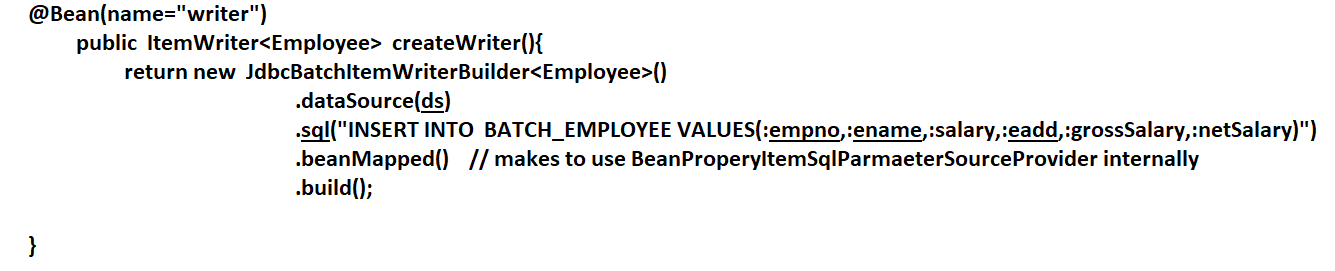 @Bean(name="writer")
public ItemWriter<Employee> createWriter(){
return new JdbcBatchItemWriterBuilder<Employee>()
.dataSource(ds)
.sql("INSERT INTO BATCH_EMPLOYEE VALUES(:empno,:ename,:salary,:eadd,:grossSalary,:netSalary)")
.beanMapped() // makes to use BeanProperyItemSqlParmaeterSourceProvider internally
.build();
}